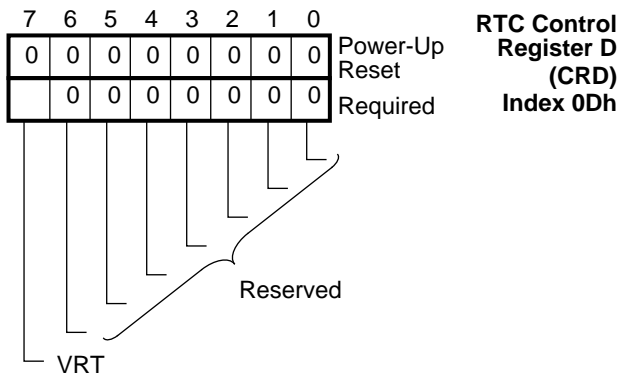 7 6 5 4 3 2 1 0
RTC Control
Register D
(CRD)
Index 0Dh
0 0 0 0 0 0 0 0
Power-Up
Reset
0 0 0 0 0 0 0
Required
Reserved
VRT